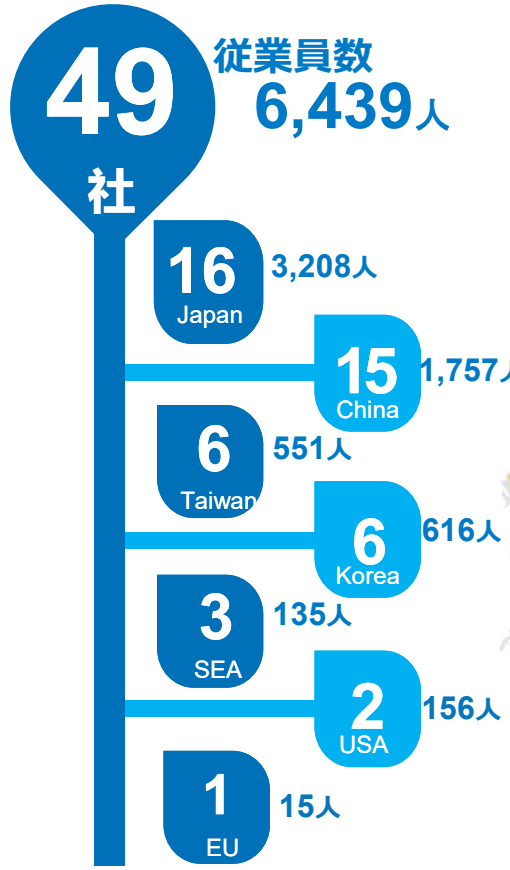 49
社
従業員数
6,439人
16
Japan
3,208人
15
China
1,757人
6
Taiwan
551人
6
Korea
616人
3
SEA
135人
2
USA
156人
1
EU
15人